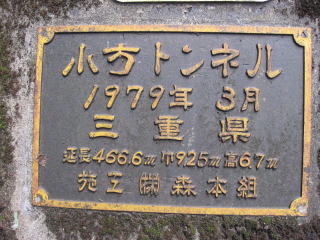 小方トンネル
1979年 3月
三重県
延長466.6m 巾9.25m 高6.7m
施工 ㈱ 森本組